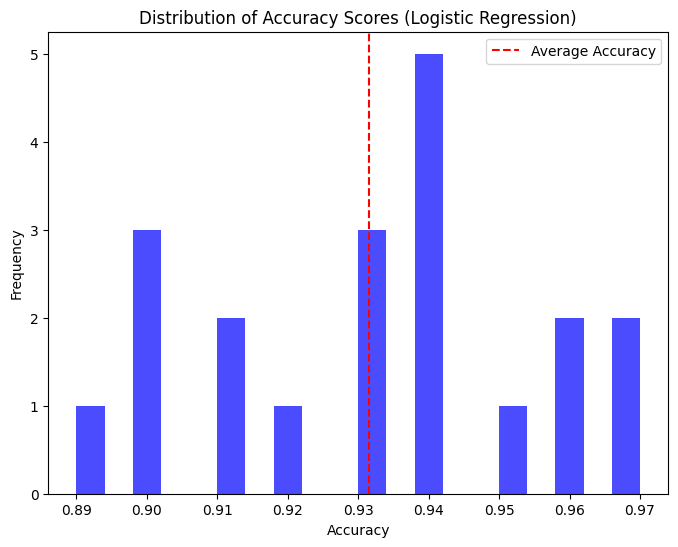 Distribution of Accuracy Scores (Logistic Regression)
Average Accuracy
Frequency
5
4
3
2
1
0
0.89 0.90 0.91 0.92 0.93 0.94 0.95 0.96 0.97
Accuracy